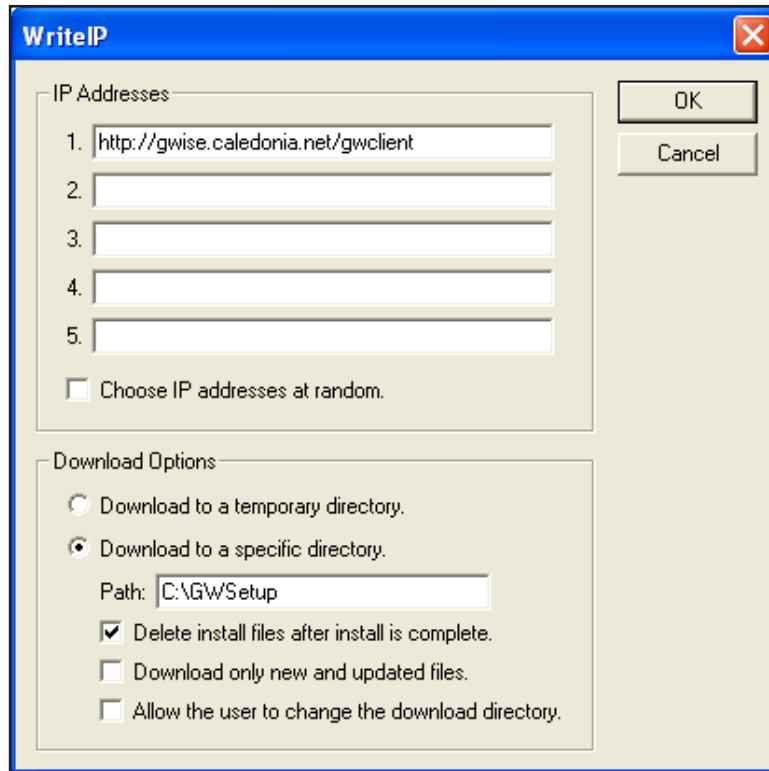 WriteIP
IP Addresses
OK
1. http://gwise.caledonia.net/gwclient
Cancel
2.
3.
4.
5.
Choose IP addresses at random.
Download Options
Download to a temporary directory.
Download to a specific directory.
Path: C:\GWSetup
Delete install files after install is complete.
Download only new and updated files.
Allow the user to change the download directory.